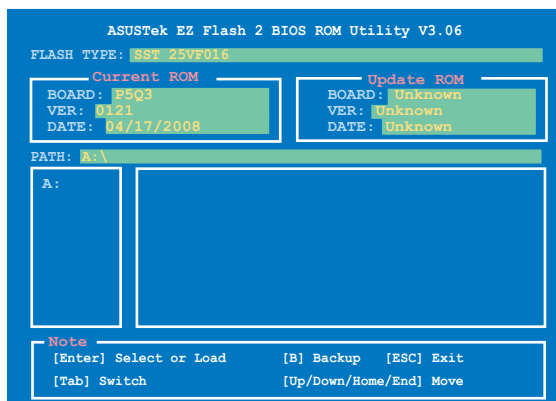 ASUSTek EZ Flash 2 BIOS ROM Utility V3.06
FLASH TYPE: SST 25VF016
Current ROM
BOARD: P5Q3
VER: 0121
DATE: 04/17/2008
Update ROM
BOARD: Unknown
VER: Unknown
DATE: Unknown
PATH: A:\
A:
Note
[Enter] Select or Load [B] Backup [ESC] Exit
[Tab] Switch [Up/Down/Home/End] Move